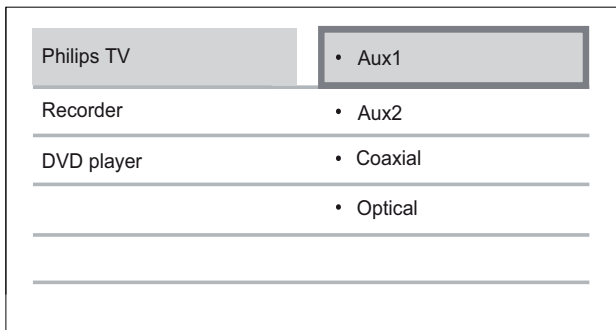 Philips TV • Aux1
Recorder • Aux2
DVD player • Coaxial
• Optical